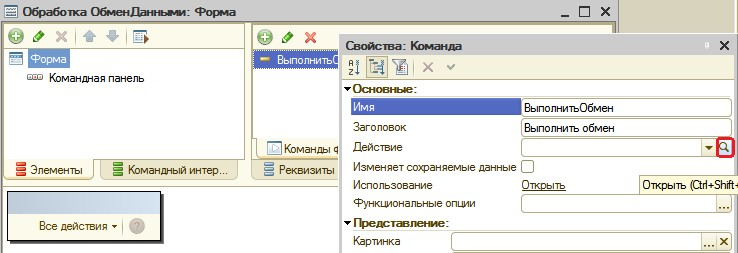 Обработка ОбменДанными: Форма
Форма
Командная панель
Элементы
Командный интер...
Команды
Реквизиты
Все действия
Свойства: Команда
Основные:
Имя
ВыполнитьОбмен
Заголовок
Выполнить обмен
Действие
Изменяет сохраняемые данные
Использование
Открыть
Открыть (Ctrl+Shift+
Функциональные опции
Представление:
Картинка